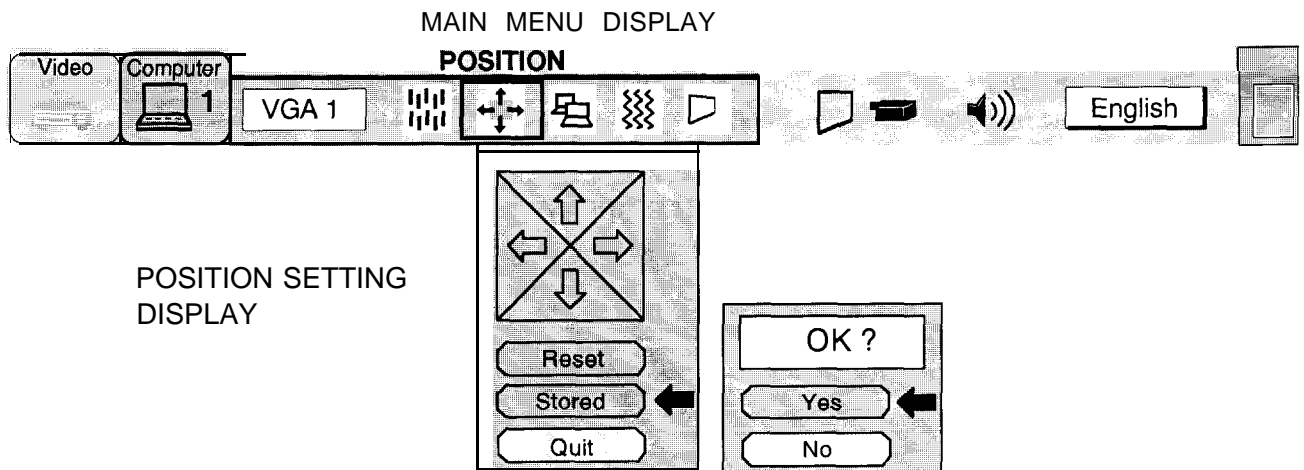 MAIN MENU DISPLAY
POSITION
Video
Computer
1
VGA 1
English
POSITION SETTING
DISPLAY
Reset
Stored
Quit
OK ?
Yes
No